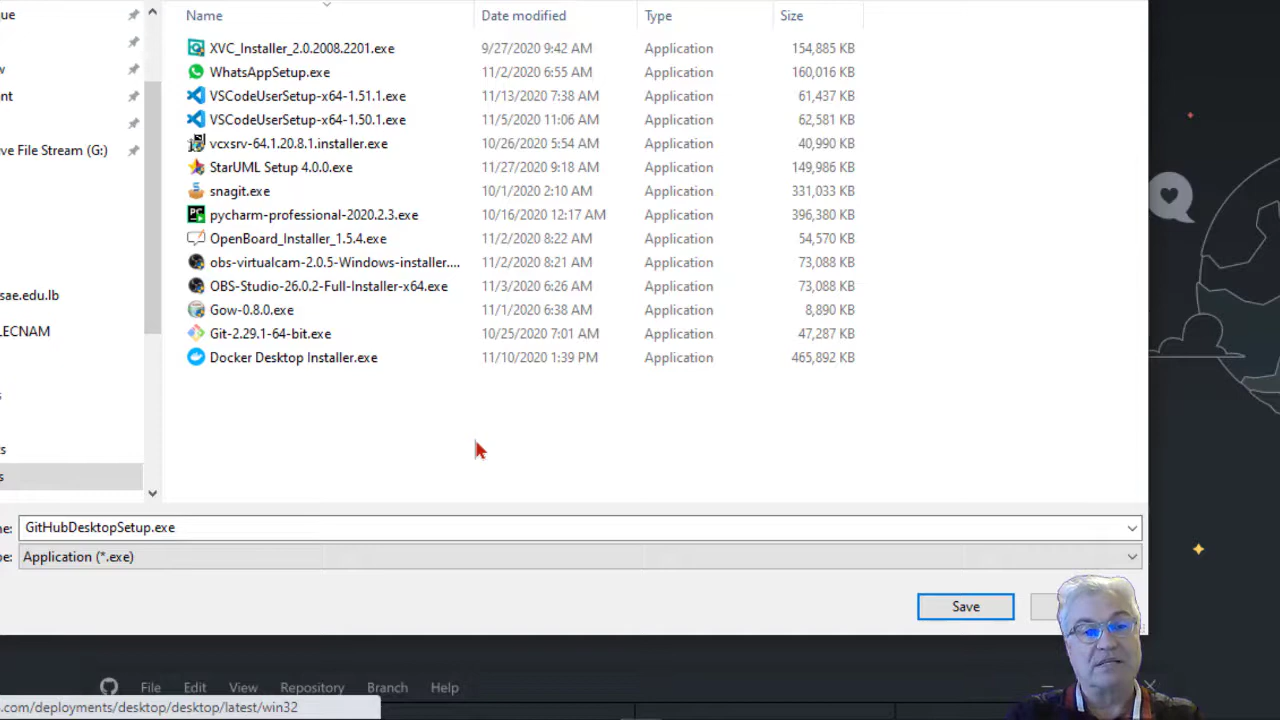 ue
Name Date modified Type Size
XVC_Installer_2.0.2008.2201.exe 9/27/2020 9:42 AM Application 154,885 KB
w WhatsAppSetup.exe 11/2/2020 6:55 AM Application 160,016 KB
nt VSCodeUserSetup-x64-1.51.1.exe 11/13/2020 7:38 AM Application 61,437 KB
VSCodeUserSetup-x64-1.50.1.exe 11/5/2020 11:06 AM Application 62,581 KB
ve File Stream (G:) vcxsrv-64.1.20.8.1.installer.exe 10/26/2020 5:54 AM Application 40,990 KB
StarUML Setup 4.0.0.exe 11/27/2020 9:18 AM Application 149,986 KB
snagit.exe 10/1/2020 2:10 AM Application 331,033 KB
pycharm-professional-2020.2.3.exe 10/16/2020 12:17 AM Application 396,380 KB
OpenBoard_Installer_1.5.4.exe 11/2/2020 8:22 AM Application 54,570 KB
obs-virtualcam-2.0.5-Windows-installer.... 11/2/2020 8:21 AM Application 73,088 KB
sae.edu.lb OBS-Studio-26.0.2-Full-Installer-x64.exe 11/3/2020 6:26 AM Application 73,088 KB
Gow-0.8.0.exe 11/1/2020 6:38 AM Application 8,890 KB
LECNAM Git-2.29.1-64-bit.exe 10/25/2020 7:01 AM Application 47,287 KB
Docker Desktop Installer.exe 11/10/2020 1:39 PM Application 465,892 KB
s
ts
s
me: GitHubDesktopSetup.exe
pe: Application (*.exe)
Save
File Edit View Repository Branch Help
s.com/deployments/desktop/desktop/latest/win32